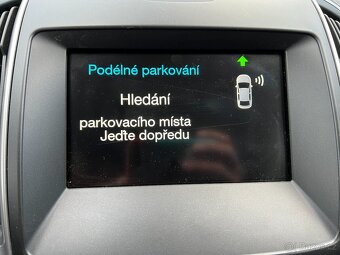 Podélné parkování
Hledání
parkovacího místa
Jeďte dopředu